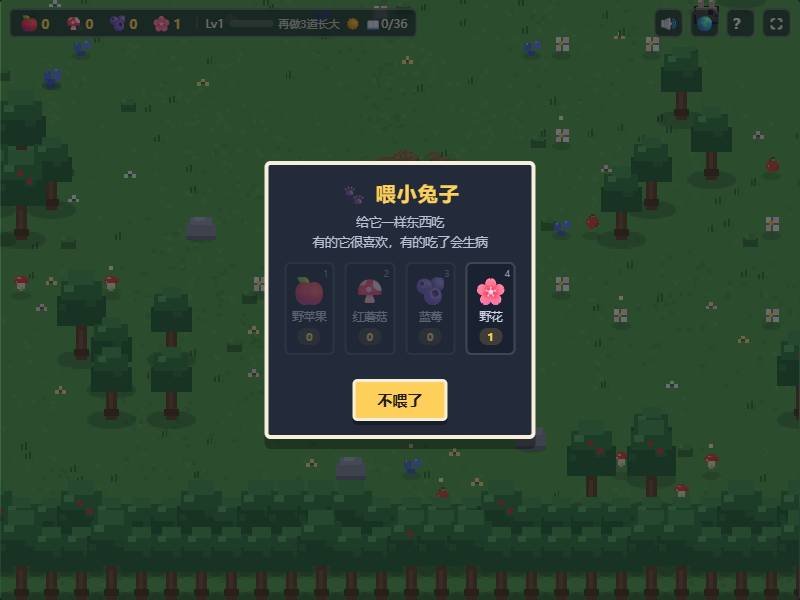 0 0 0 1 Lv1 再做3道长大 0/36 ?
喂小兔子
给它一样东西吃
有的它很喜欢，有的吃了会生病
1 2 3 4
野苹果 红蘑菇 蓝莓 野花
0 0 0 1
不喂了